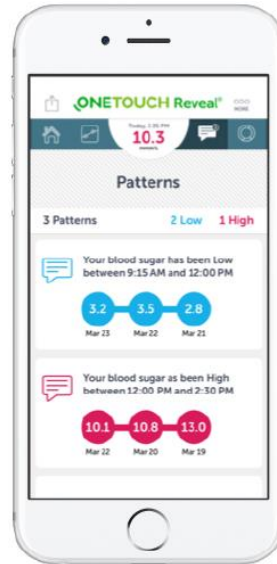 ONETOUCH Reveal®
MORE
Today, 2:35 PM
10.3
mmol/L
Patterns
3 Patterns 2 Low 1 High
Your blood sugar has been Low
between 9:15 AM and 12:00 PM
3.2 3.5 2.8
Mar 23 Mar 22 Mar 21
Your blood sugar as been High
between 12:00 PM and 2:30 PM
10.1 10.8 13.0
Mar 22 Mar 20 Mar 19